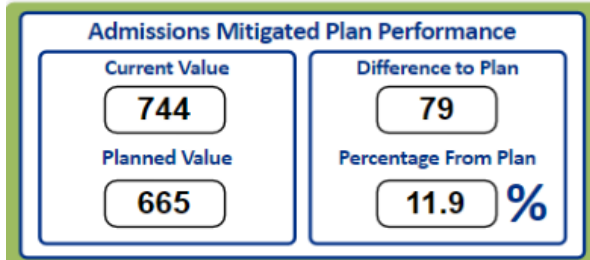 Admissions Mitigated Plan Performance
Current Value
744
Planned Value
665
Difference to Plan
79
Percentage From Plan
11.9 %